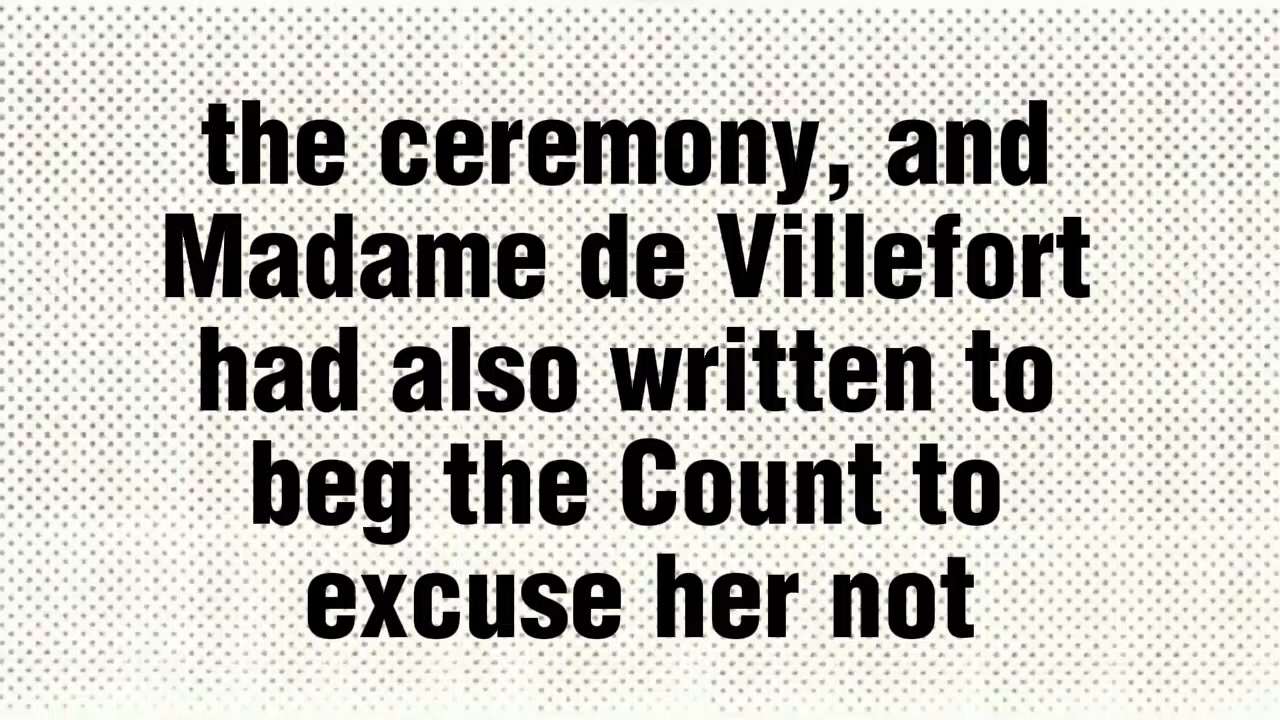 the ceremony, and
Madame de Villefort
had also written to
beg the Count to
excuse her not